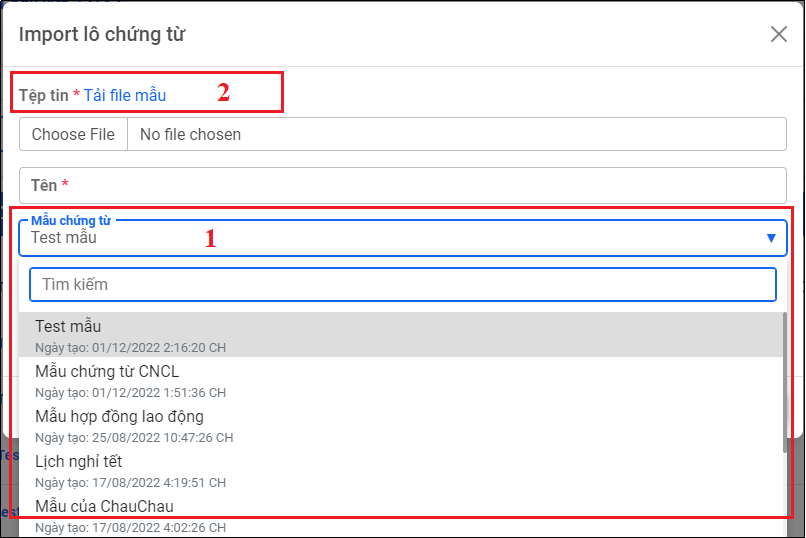 Import lô chứng từ
Tệp tin * Tải file mẫu 2
Choose File No file chosen
Tên *
Mẫu chứng từ
Test mẫu 1
Tìm kiếm
Test mẫu
Ngày tạo: 01/12/2022 2:16:20 CH
Mẫu chứng từ CNCL
Ngày tạo: 01/12/2022 1:51:36 CH
Mẫu hợp đồng lao động
Ngày tạo: 25/08/2022 10:47:26 CH
Lịch nghỉ tết
Ngày tạo: 17/08/2022 4:19:51 CH
Mẫu của ChauChau
Ngày tạo: 17/08/2022 4:02:26 CH